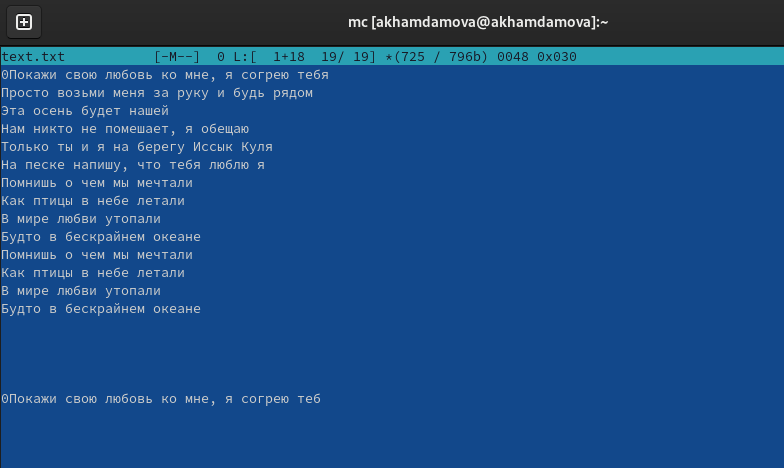 mc [akhamdamova@akhamdamova]:~
text.txt [-M--] 0 L:[ 1+18 19/ 19] *(725 / 796b) 0048 0x030
0Покажи свою любовь ко мне, я согрею тебя
Просто возьми меня за руку и будь рядом
Эта осень будет нашей
Нам никто не помешает, я обещаю
Только ты и я на берегу Иссык Куля
На песке напишу, что тебя люблю я
Помнишь о чем мы мечтали
Как птицы в небе летали
В мире любви утопали
Будто в бескрайнем океане
Помнишь о чем мы мечтали
Как птицы в небе летали
В мире любви утопали
Будто в бескрайнем океане
0Покажи свою любовь ко мне, я согрею теб